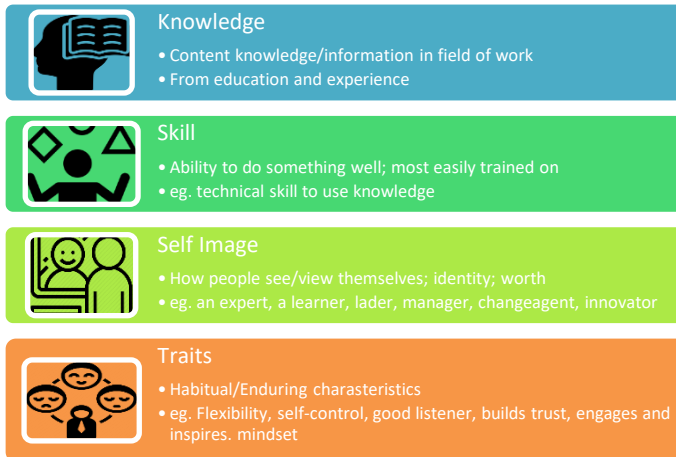 Knowledge
• Content knowledge/information in field of work
• From education and experience
Skill
• Ability to do something well; most easily trained on
• eg. technical skill to use knowledge
Self Image
• How people see/view themselves; identity; worth
• eg. an expert, a learner, lader, manager, changeagent, innovator
Traits
• Habitual/Enduring charasteristics
• eg. Flexibility, self-control, good listener, builds trust, engages and
inspires. mindset